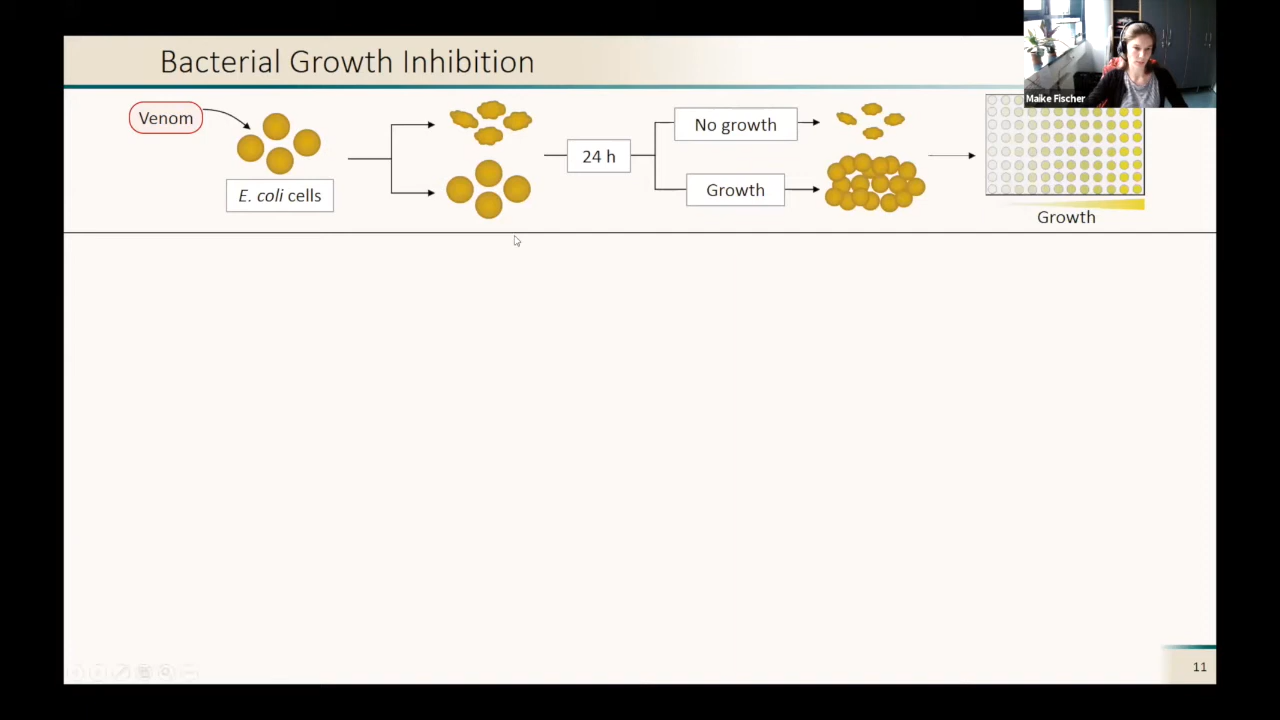 Bacterial Growth Inhibition
Maike Fischer
Venom
E. coli cells
24 h
No growth
Growth
Growth
11